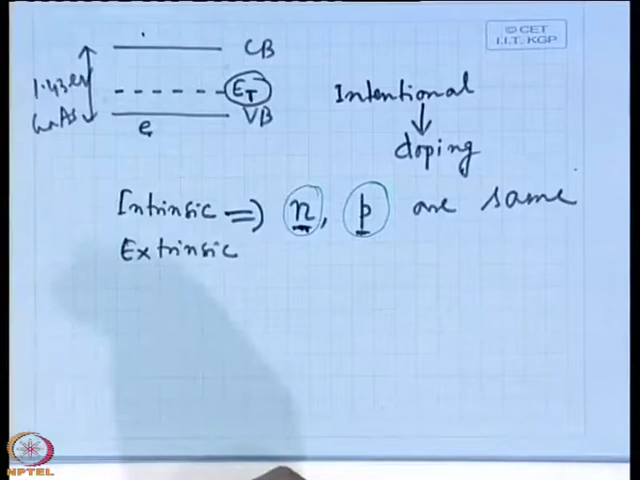 © CET
I.I.T. KGP
CB
1.43ev
GaAs
ET
VB
e
Intentional
doping
Intrinsic => n, p are same
Extrinsic
NPTEL